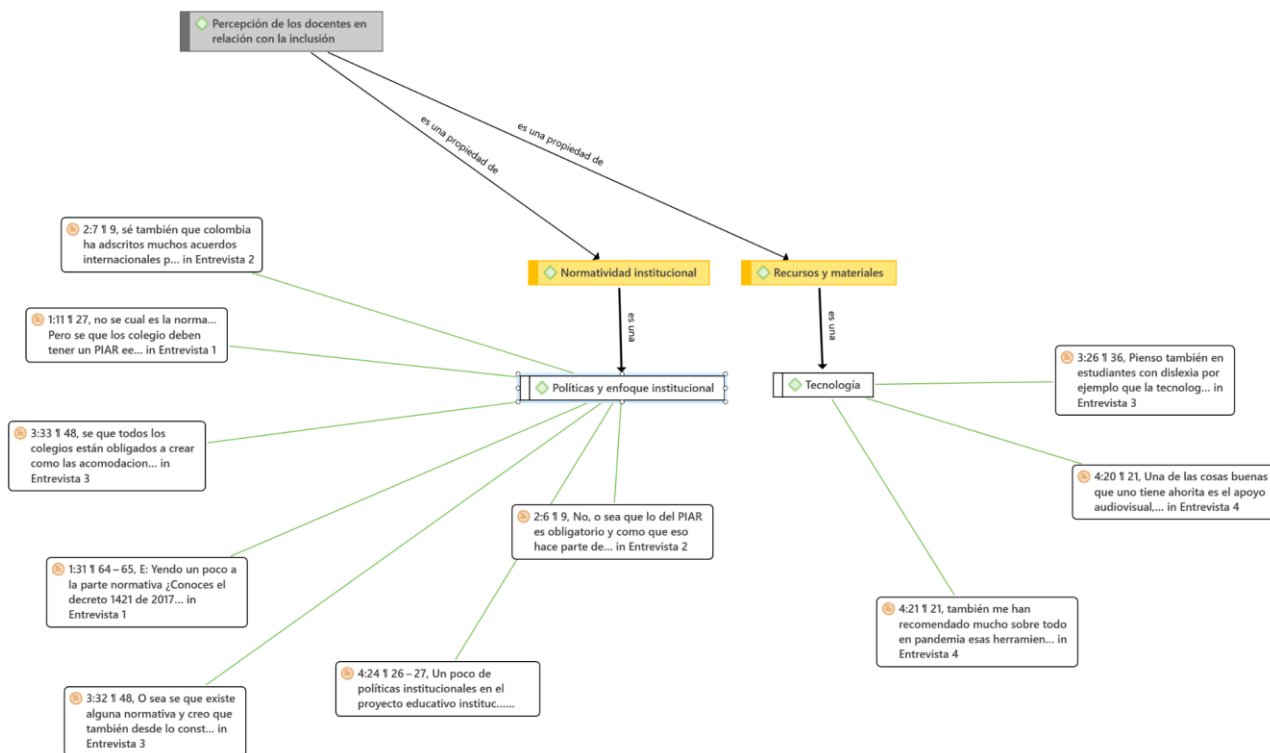 Percepción de los docentes en
relación con la inclusión
es una propiedad de
es una propiedad de
2:7 ¶ 9, sé también que colombia
ha adscritos muchos acuerdos
internacionales p... in Entrevista 2
Normatividad institucional
Recursos y materiales
1:11 ¶ 27, no se cual es la norma...
Pero se que los colegio deben
tener un PIAR ee... in Entrevista 1
es una
es una
Políticas y enfoque institucional
Tecnología
3:26 ¶ 36, Pienso también en
estudiantes con dislexia por
ejemplo que la tecnolog... in
Entrevista 3
3:33 ¶ 48, se que todos los
colegios están obligados a crear
como las acomodacion... in
Entrevista 3
4:20 ¶ 21, Una de las cosas buenas
que uno tiene ahorita es el apoyo
audiovisual,... in Entrevista 4
2:6 ¶ 9, No, o sea que lo del PIAR
es obligatorio y como que eso
hace parte de... in Entrevista 2
1:31 ¶ 64 – 65, E: Yendo un poco a
la parte normativa ¿Conoces el
decreto 1421 de 2017... in
Entrevista 1
4:21 ¶ 21, también me han
recomendado mucho sobre todo
en pandemia esas herramien... in
Entrevista 4
4:24 ¶ 26 – 27, Un poco de
políticas institucionales en el
proyecto educativo instituc......
3:32 ¶ 48, O sea se que existe
alguna normativa y creo que
también desde lo const... in
Entrevista 3